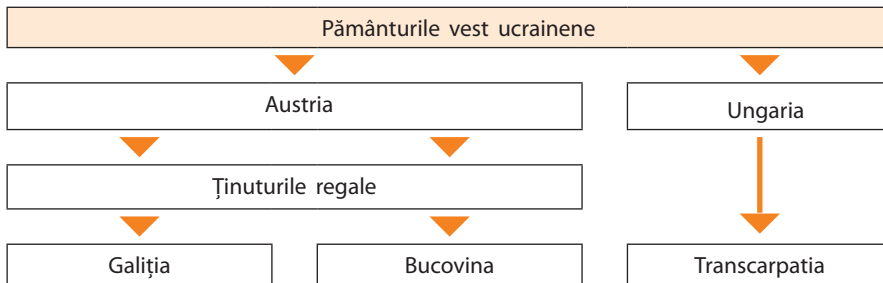 Pământurile vest ucrainene
Austria
Ungaria
Ținuturile regale
Galiția
Bucovina
Transcarpatia